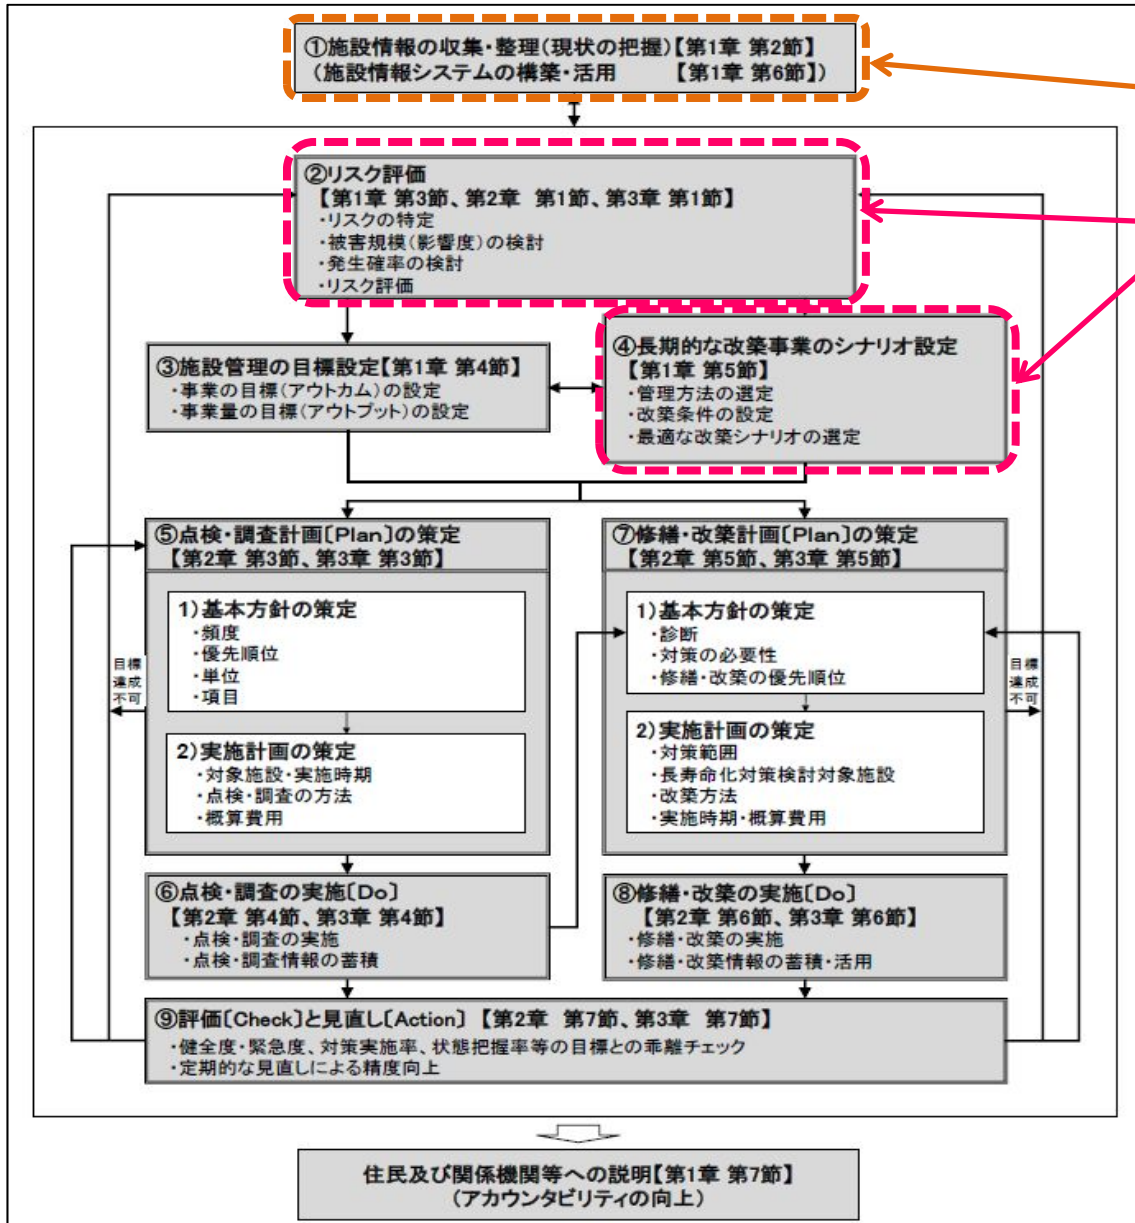 ①施設情報の収集・整理(現状の把握)【第1章 第2節】
(施設情報システムの構築・活用 【第1章 第6節】)
②リスク評価
【第1章 第3節、第2章 第1節、第3章 第1節】
・リスクの特定
・被害規模(影響度)の検討
・発生確率の検討
・リスク評価
③施設管理の目標設定【第1章 第4節】
・事業の目標(アウトカム)の設定
・事業量の目標(アウトプット)の設定
④長期的な改築事業のシナリオ設定
【第1章 第5節】
・管理方法の選定
・改築条件の設定
・最適な改築シナリオの選定
⑤点検・調査計画〔Plan〕の策定
【第2章 第3節、第3章 第3節】
1)基本方針の策定
・頻度
・優先順位
・単位
・項目
2)実施計画の策定
・対象施設・実施時期
・点検・調査の方法
・概算費用
目標
達成
不可
⑦修繕・改築計画〔Plan〕の策定
【第2章 第5節、第3章 第5節】
1)基本方針の策定
・診断
・対策の必要性
・修繕・改築の優先順位
2)実施計画の策定
・対策範囲
・長寿命化対策検討対象施設
・改築方法
・実施時期・概算費用
目標
達成
不可
⑥点検・調査の実施〔Do〕
【第2章 第4節、第3章 第4節】
・点検・調査の実施
・点検・調査情報の蓄積
⑧修繕・改築の実施〔Do〕
【第2章 第6節、第3章 第6節】
・修繕・改築の実施
・修繕・改築情報の蓄積・活用
⑨評価〔Check〕と見直し〔Action〕【第2章 第7節、第3章 第7節】
・健全度・緊急度、対策実施率、状態把握率等の目標との乖離チェック
・定期的な見直しによる精度向上
住民及び関係機関等への説明【第1章 第7節】
(アカウンタビリティの向上)